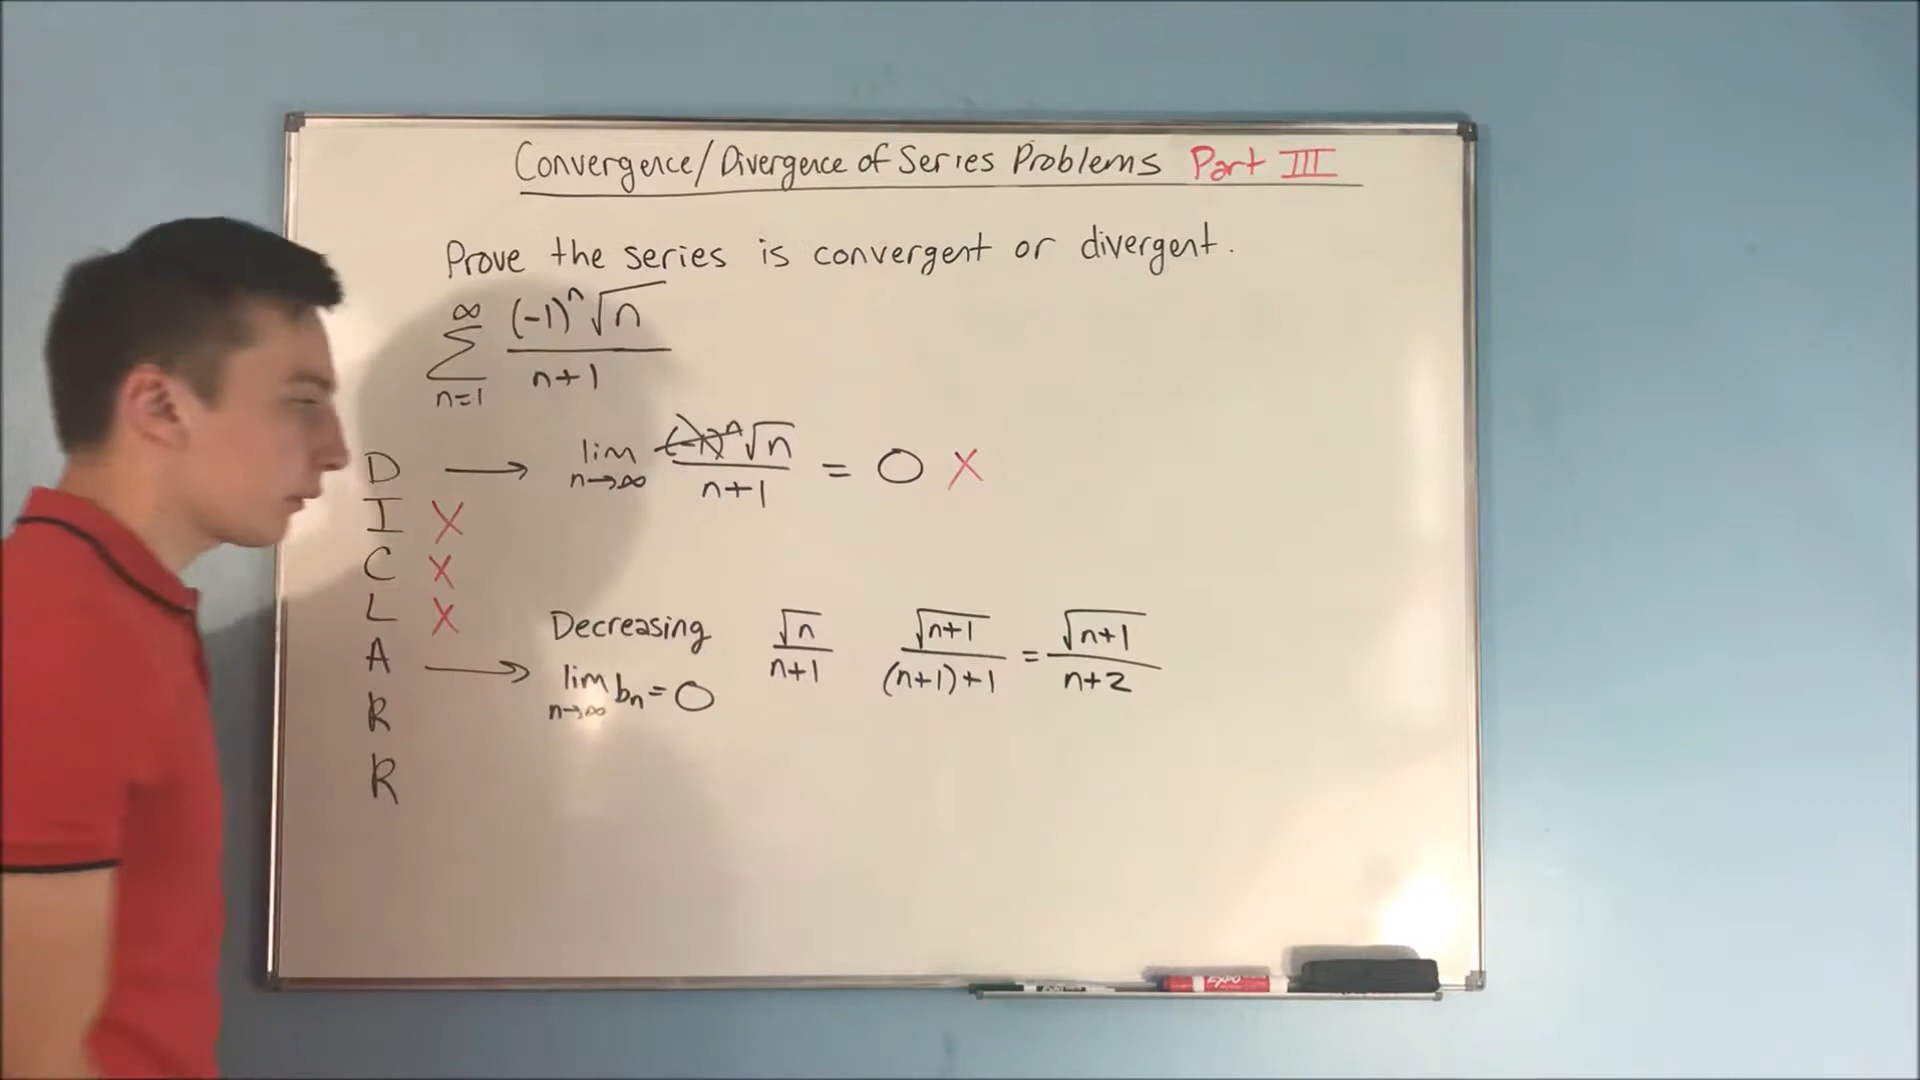 Convergence/Divergence of Series Problems Part III
Prove the series is convergent or divergent.
∞
∑ (-1)ⁿ√n / n+1
n=1
D → lim n→∞ (-1)ⁿ√n / n+1 = 0 X
I X
C X
L X
A → Decreasing √n / n+1 √n+1 / (n+1)+1 = √n+1 / n+2
lim n→∞ bn = 0
R
R
EXPO